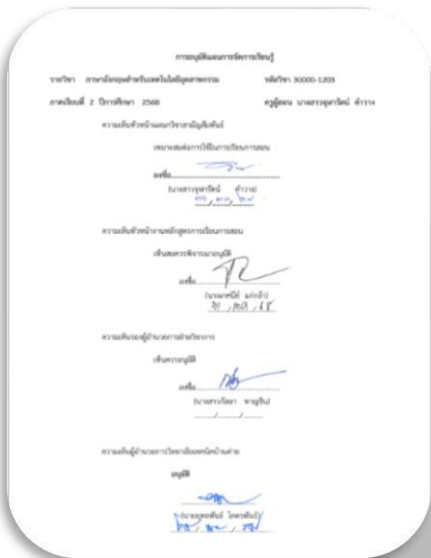 การอนุมัติแผนการจัดการเรียนรู้
รายวิชา ภาษาอังกฤษสำหรับเทคโนโลยีอุตสาหกรรม รหัสวิชา 30000-1203
ภาคเรียนที่ 2 ปีการศึกษา 2568 ครูผู้สอน นางสาวจุฬารัตน์ คำวาง
ความเห็นหัวหน้าแผนกวิชาสามัญสัมพันธ์
เหมาะสมต่อการใช้ในการเรียนการสอน
ลงชื่อ
(นางสาวจุฬารัตน์ คำวาง)
ความเห็นหัวหน้างานหลักสูตรการเรียนการสอน
เห็นสมควรพิจารณาอนุมัติ
ลงชื่อ
ความเห็นรองผู้อำนวยการฝ่ายวิชาการ
เห็นควรอนุมัติ
ลงชื่อ
(นางสาวกัลยา หาญจีน)
ความเห็นผู้อำนวยการวิทยาลัยเทคนิคบ้านค่าย
อนุมัติ